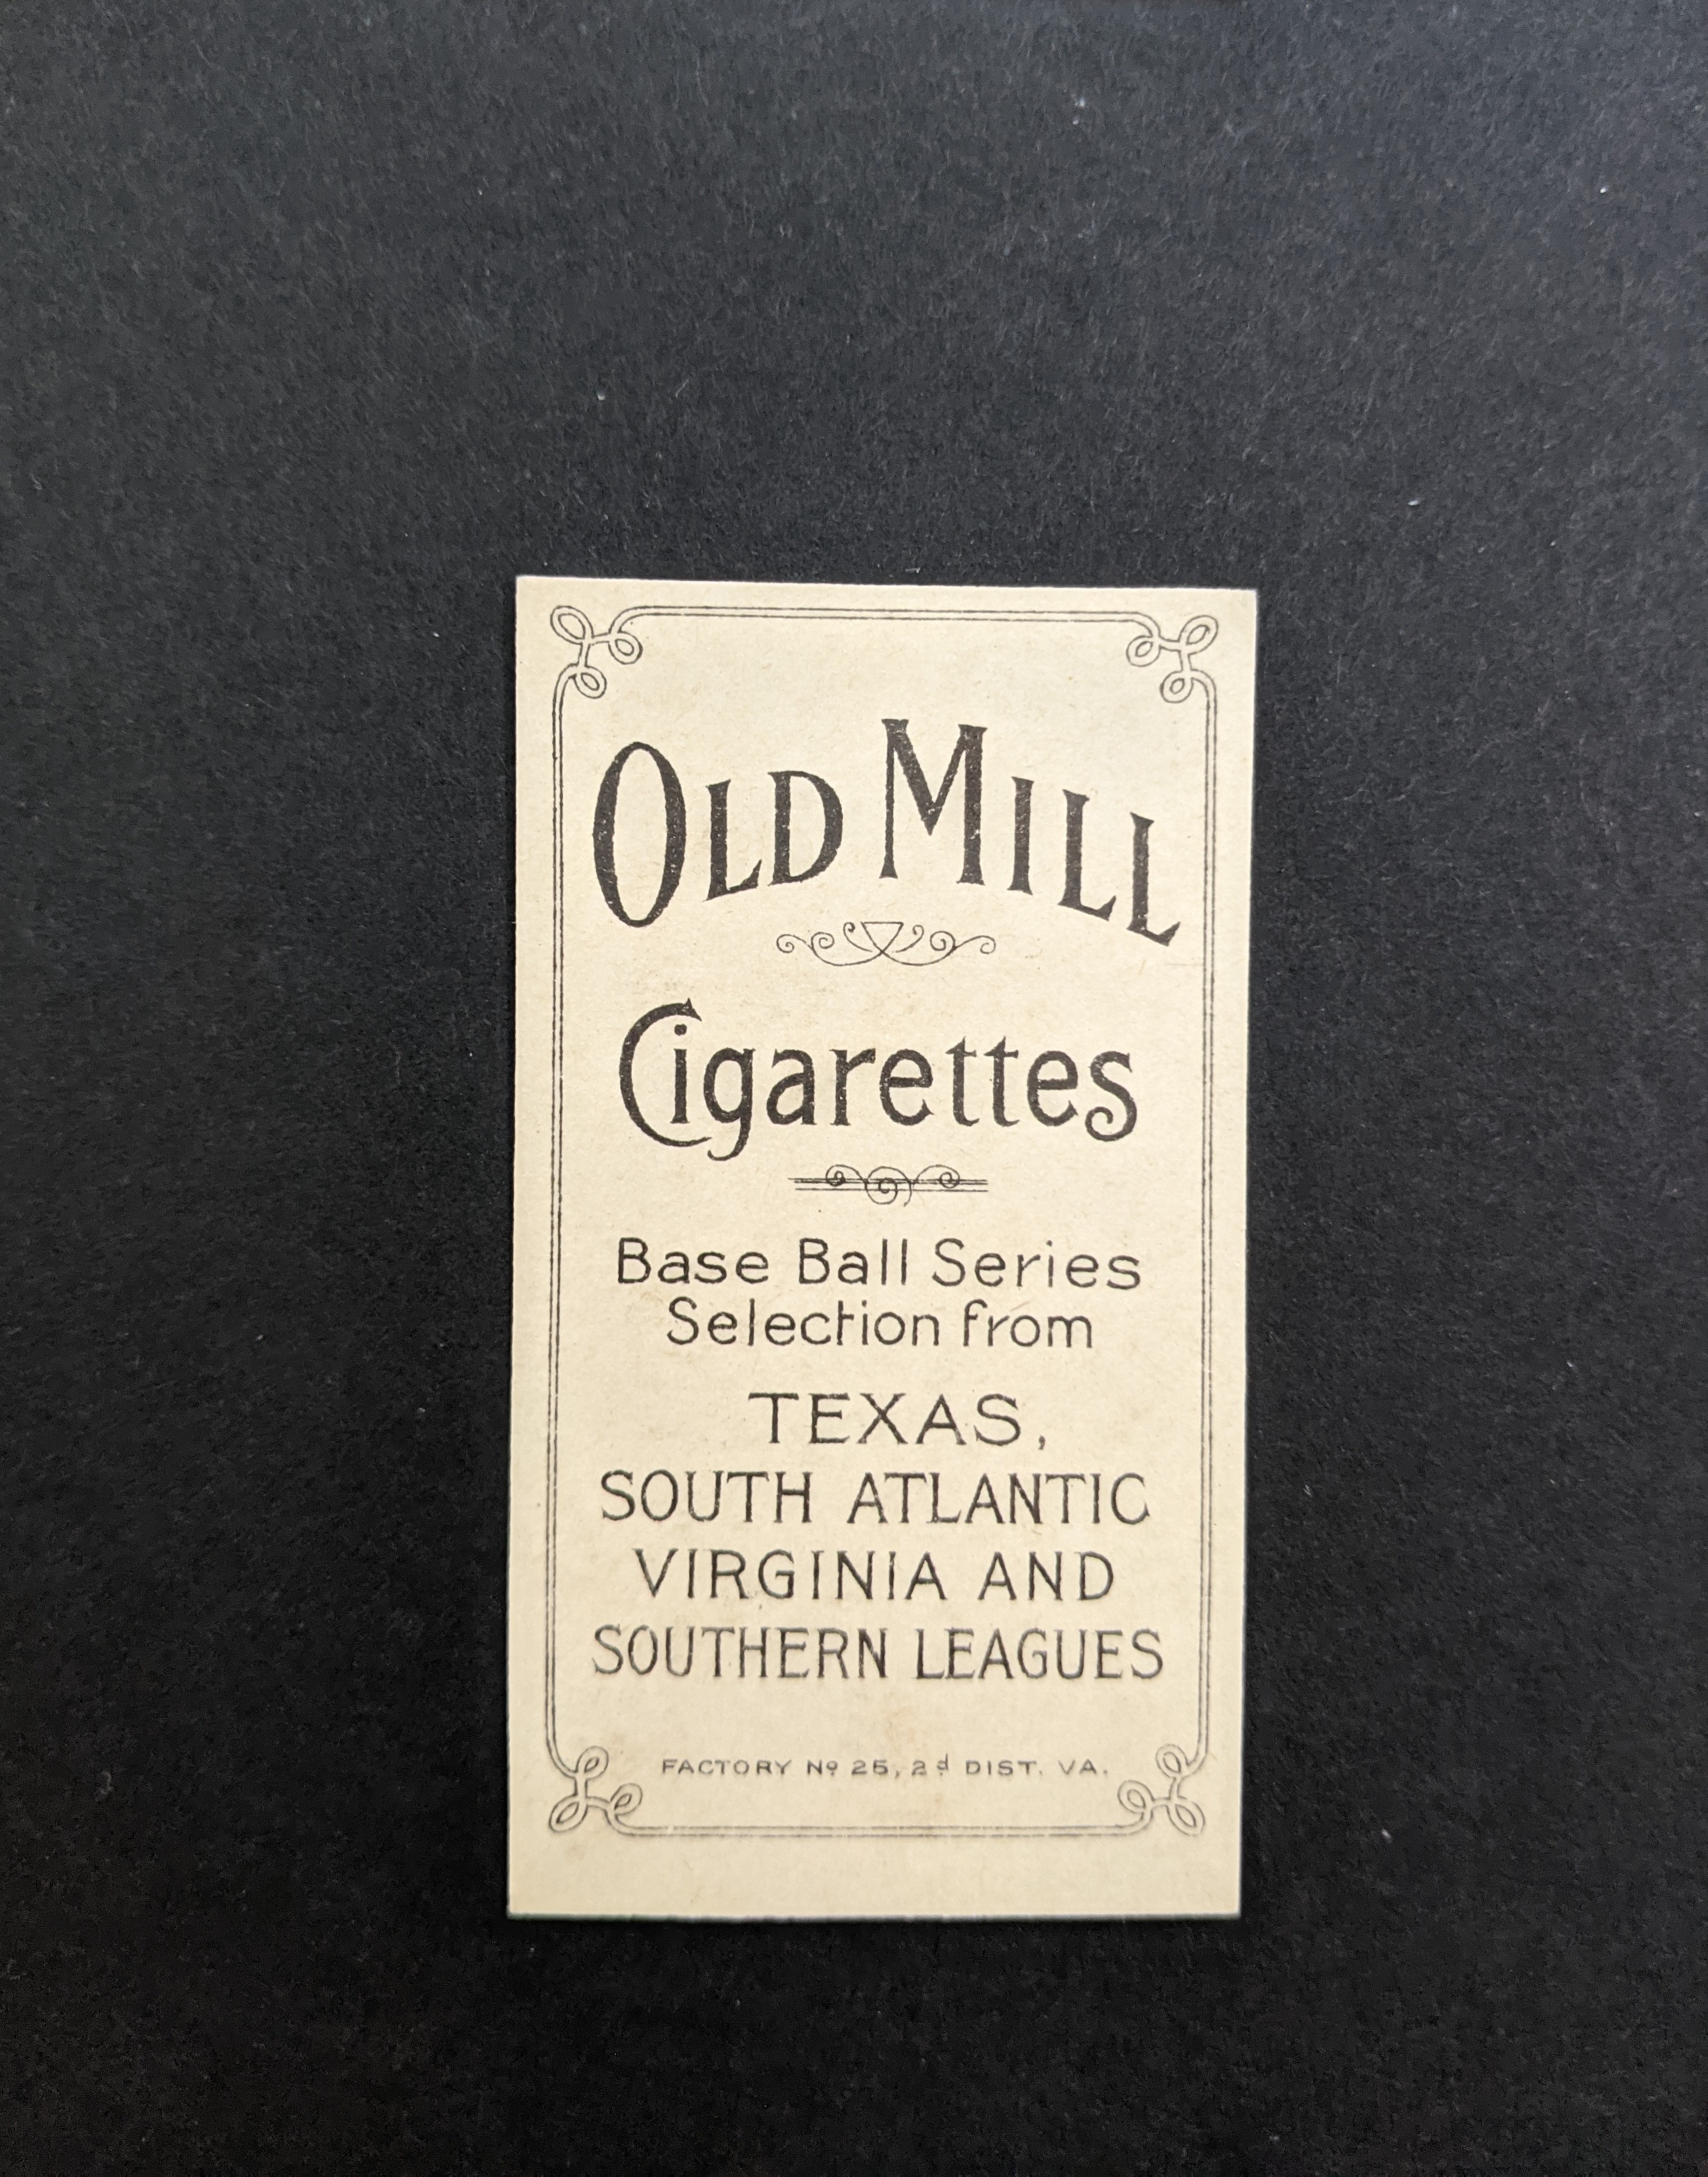 OLD MILL
Cigarettes
Base Ball Series
Selection from
TEXAS,
SOUTH ATLANTIC
VIRGINIA AND
SOUTHERN LEAGUES
FACTORY Nº 25, 2d DIST. VA.